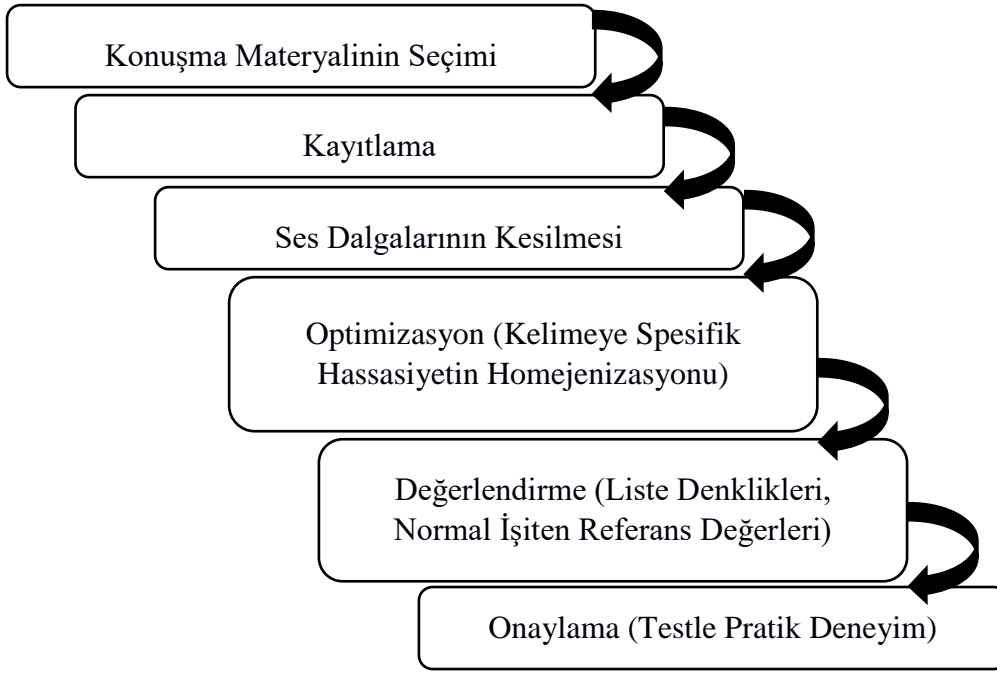 Konuşma Materyalinin Seçimi
Kayıtlama
Ses Dalgalarının Kesilmesi
Optimizasyon (Kelimeye Spesifik
Hassasiyetin Homejenizasyonu)
Değerlendirme (Liste Denklikleri,
Normal İşiten Referans Değerleri)
Onaylama (Testle Pratik Deneyim)